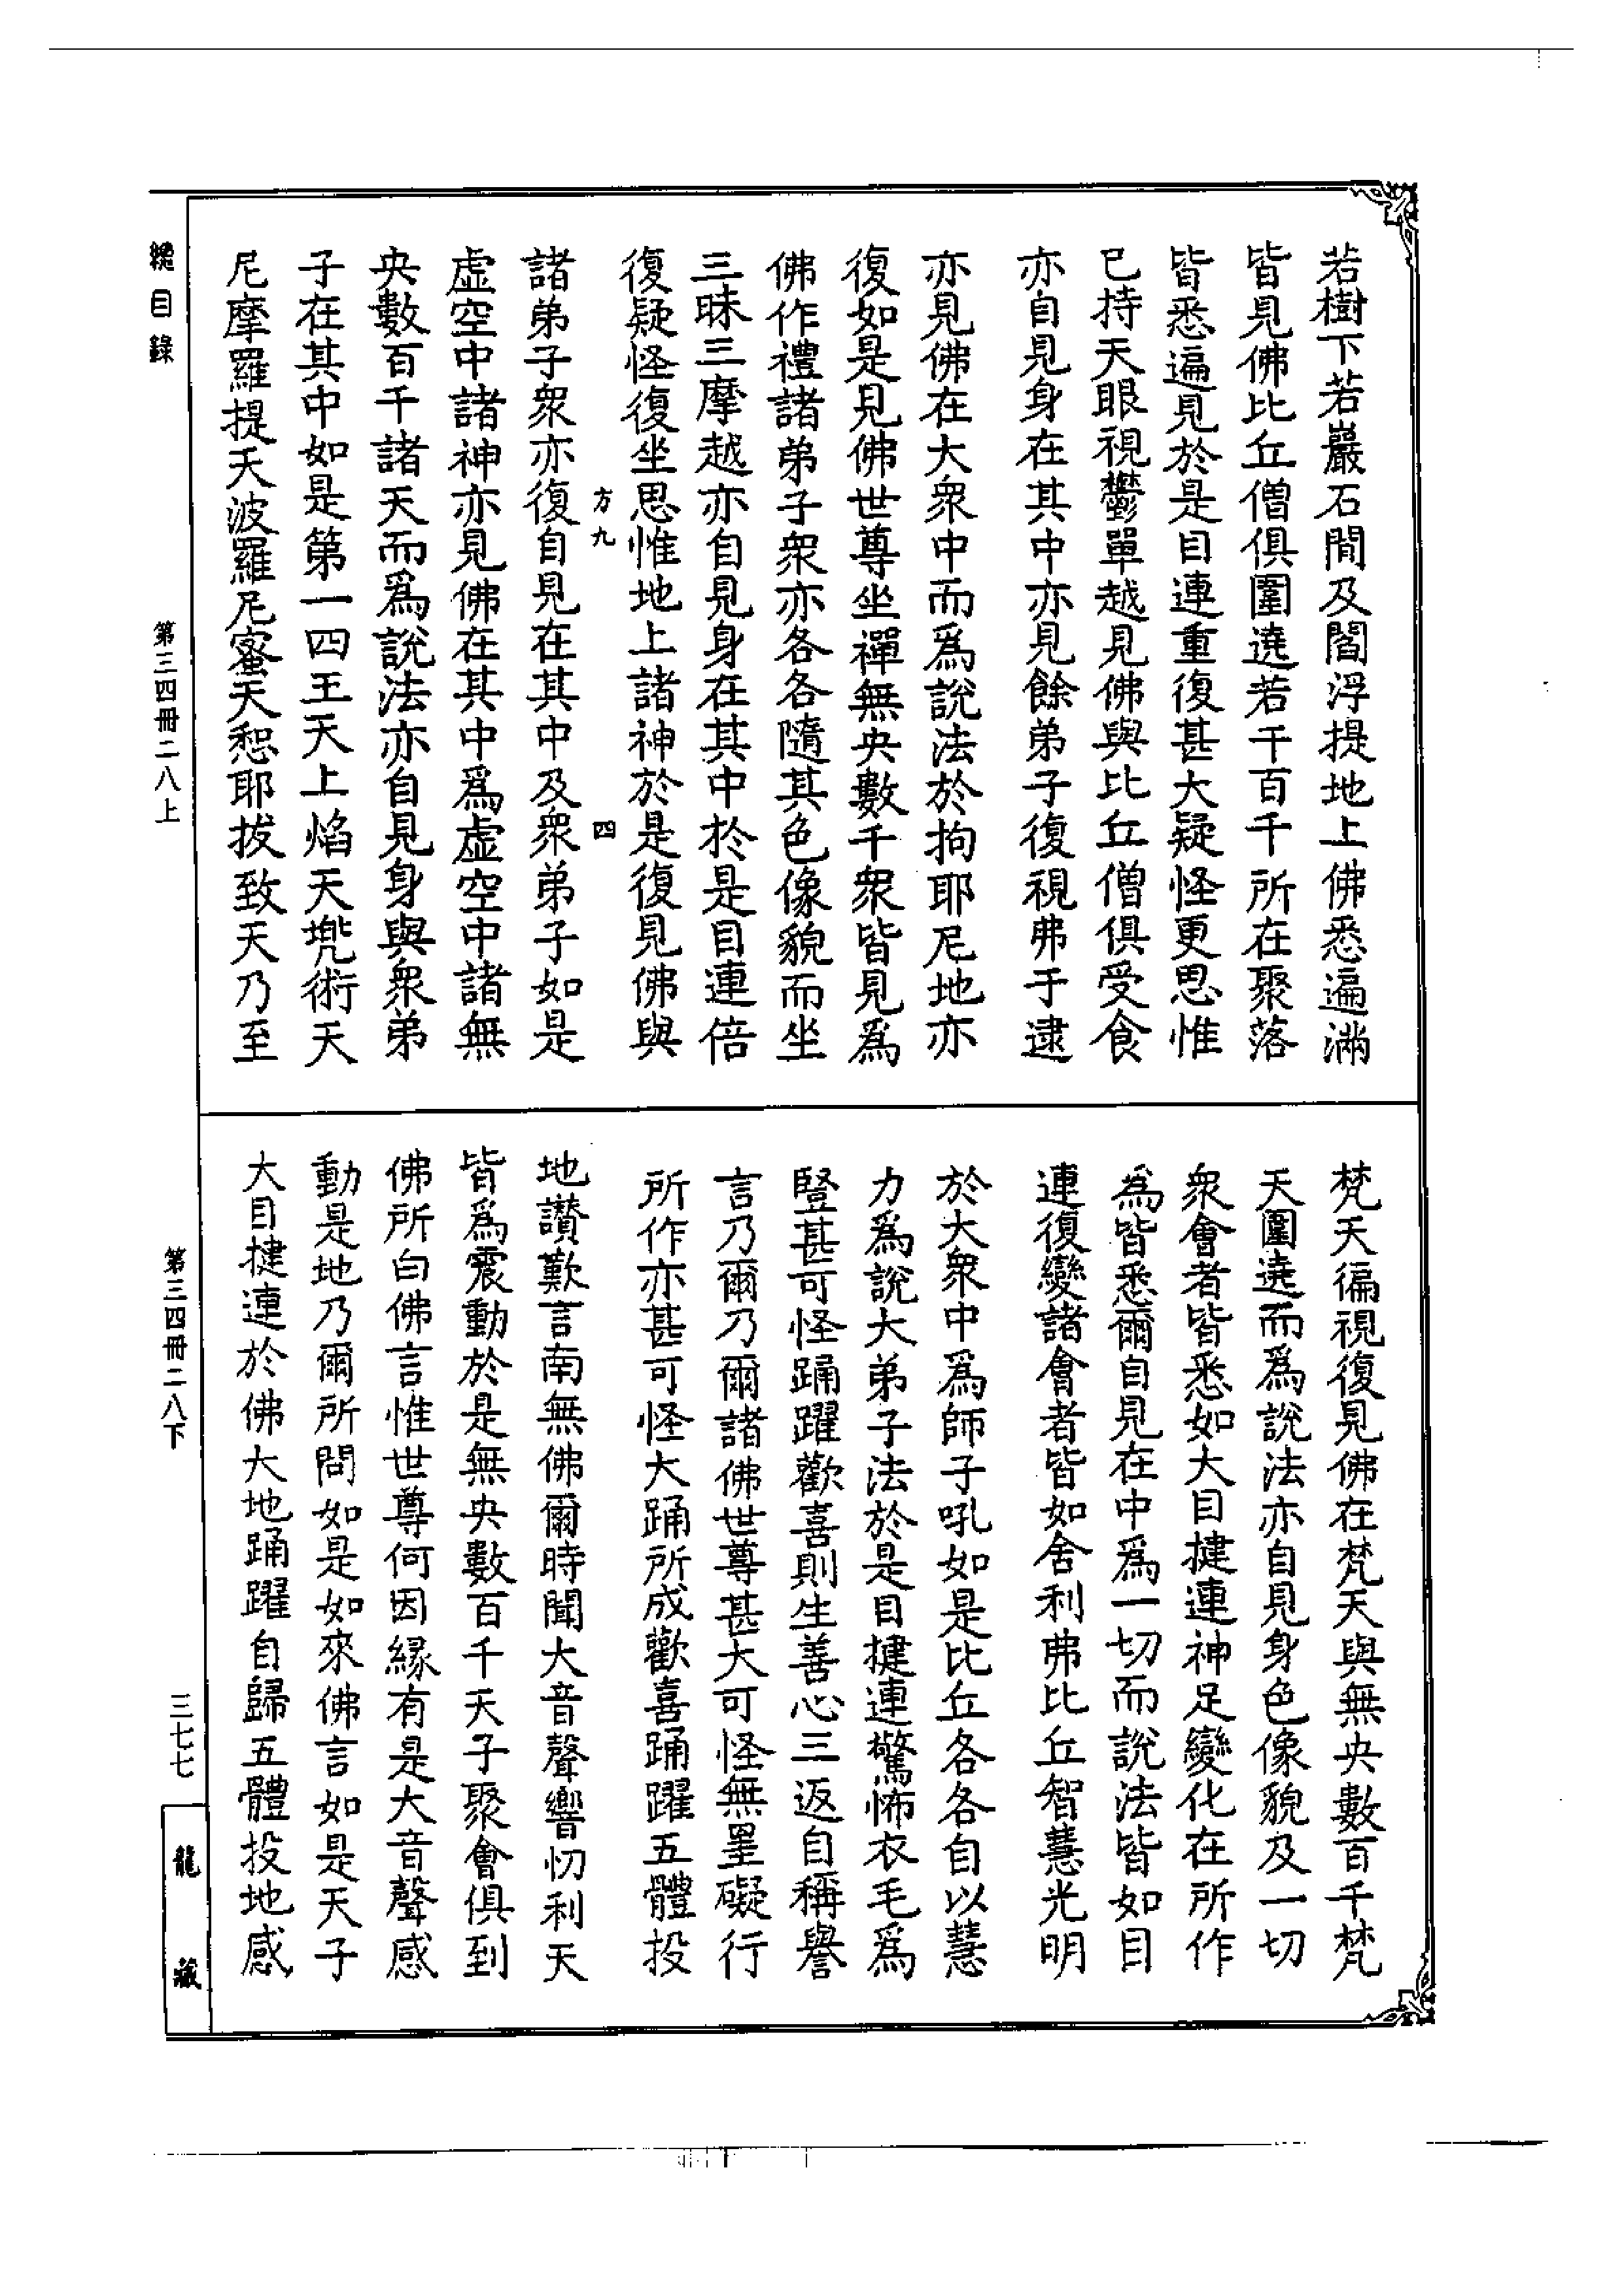 若樹下若巖石間及閻浮提地上佛悉遍滿
皆見佛比丘僧俱圍遶若千百千所在聚落
皆悉遍見於是目連重復甚大疑怪更思惟
已持天眼視鬱單越見佛與比丘僧俱受食
亦自見身在其中亦見餘弟子復視弗于逮
亦見佛在大衆中而爲說法於拘耶尼地亦
復如是見佛世尊坐禪無央數千衆皆見爲
佛作禮諸弟子衆亦各各隨其色像貌而坐
三昧三摩越亦自見身在其中於是目連倍
復疑怪復坐思惟地上諸神於是復見佛與
方九 四
諸弟子衆亦復自見在其中及衆弟子如是
虛空中諸神亦見佛在其中爲虛空中諸無
央數百千諸天而爲說法亦自見身與衆弟
子在其中如是第一四王天上焰天兜術天
尼摩羅提天波羅尼蜜天惒耶拔致天乃至
梵天徧視復見佛在梵天與無央數百千梵
天圍遶而爲說法亦自見身色像貌及一切
衆會者皆悉如大目揵連神足變化在所作
爲皆悉爾自見在中爲一切而說法皆如目
連復變諸會者皆如舍利弗比丘智慧光明
於大衆中爲師子吼如是比丘各各自以慧
力爲說大弟子法於是目揵連驚怖衣毛爲
豎甚可怪踊躍歡喜則生善心三返自稱譽
言乃爾乃爾諸佛世尊甚大可怪無罣礙行
所作亦甚可怪大踊所成歡喜踊躍五體投
地讚歎言南無佛爾時聞大音聲響忉利天
皆爲震動於是無央數百千天子聚會俱到
佛所白佛言惟世尊何因緣有是大音聲感
動是地乃爾所問如是如來佛言如是天子
大目揵連於佛大地踊躍自歸五體投地感
總目錄
第三四冊二八上
第三四冊二八下
三七七
龍藏